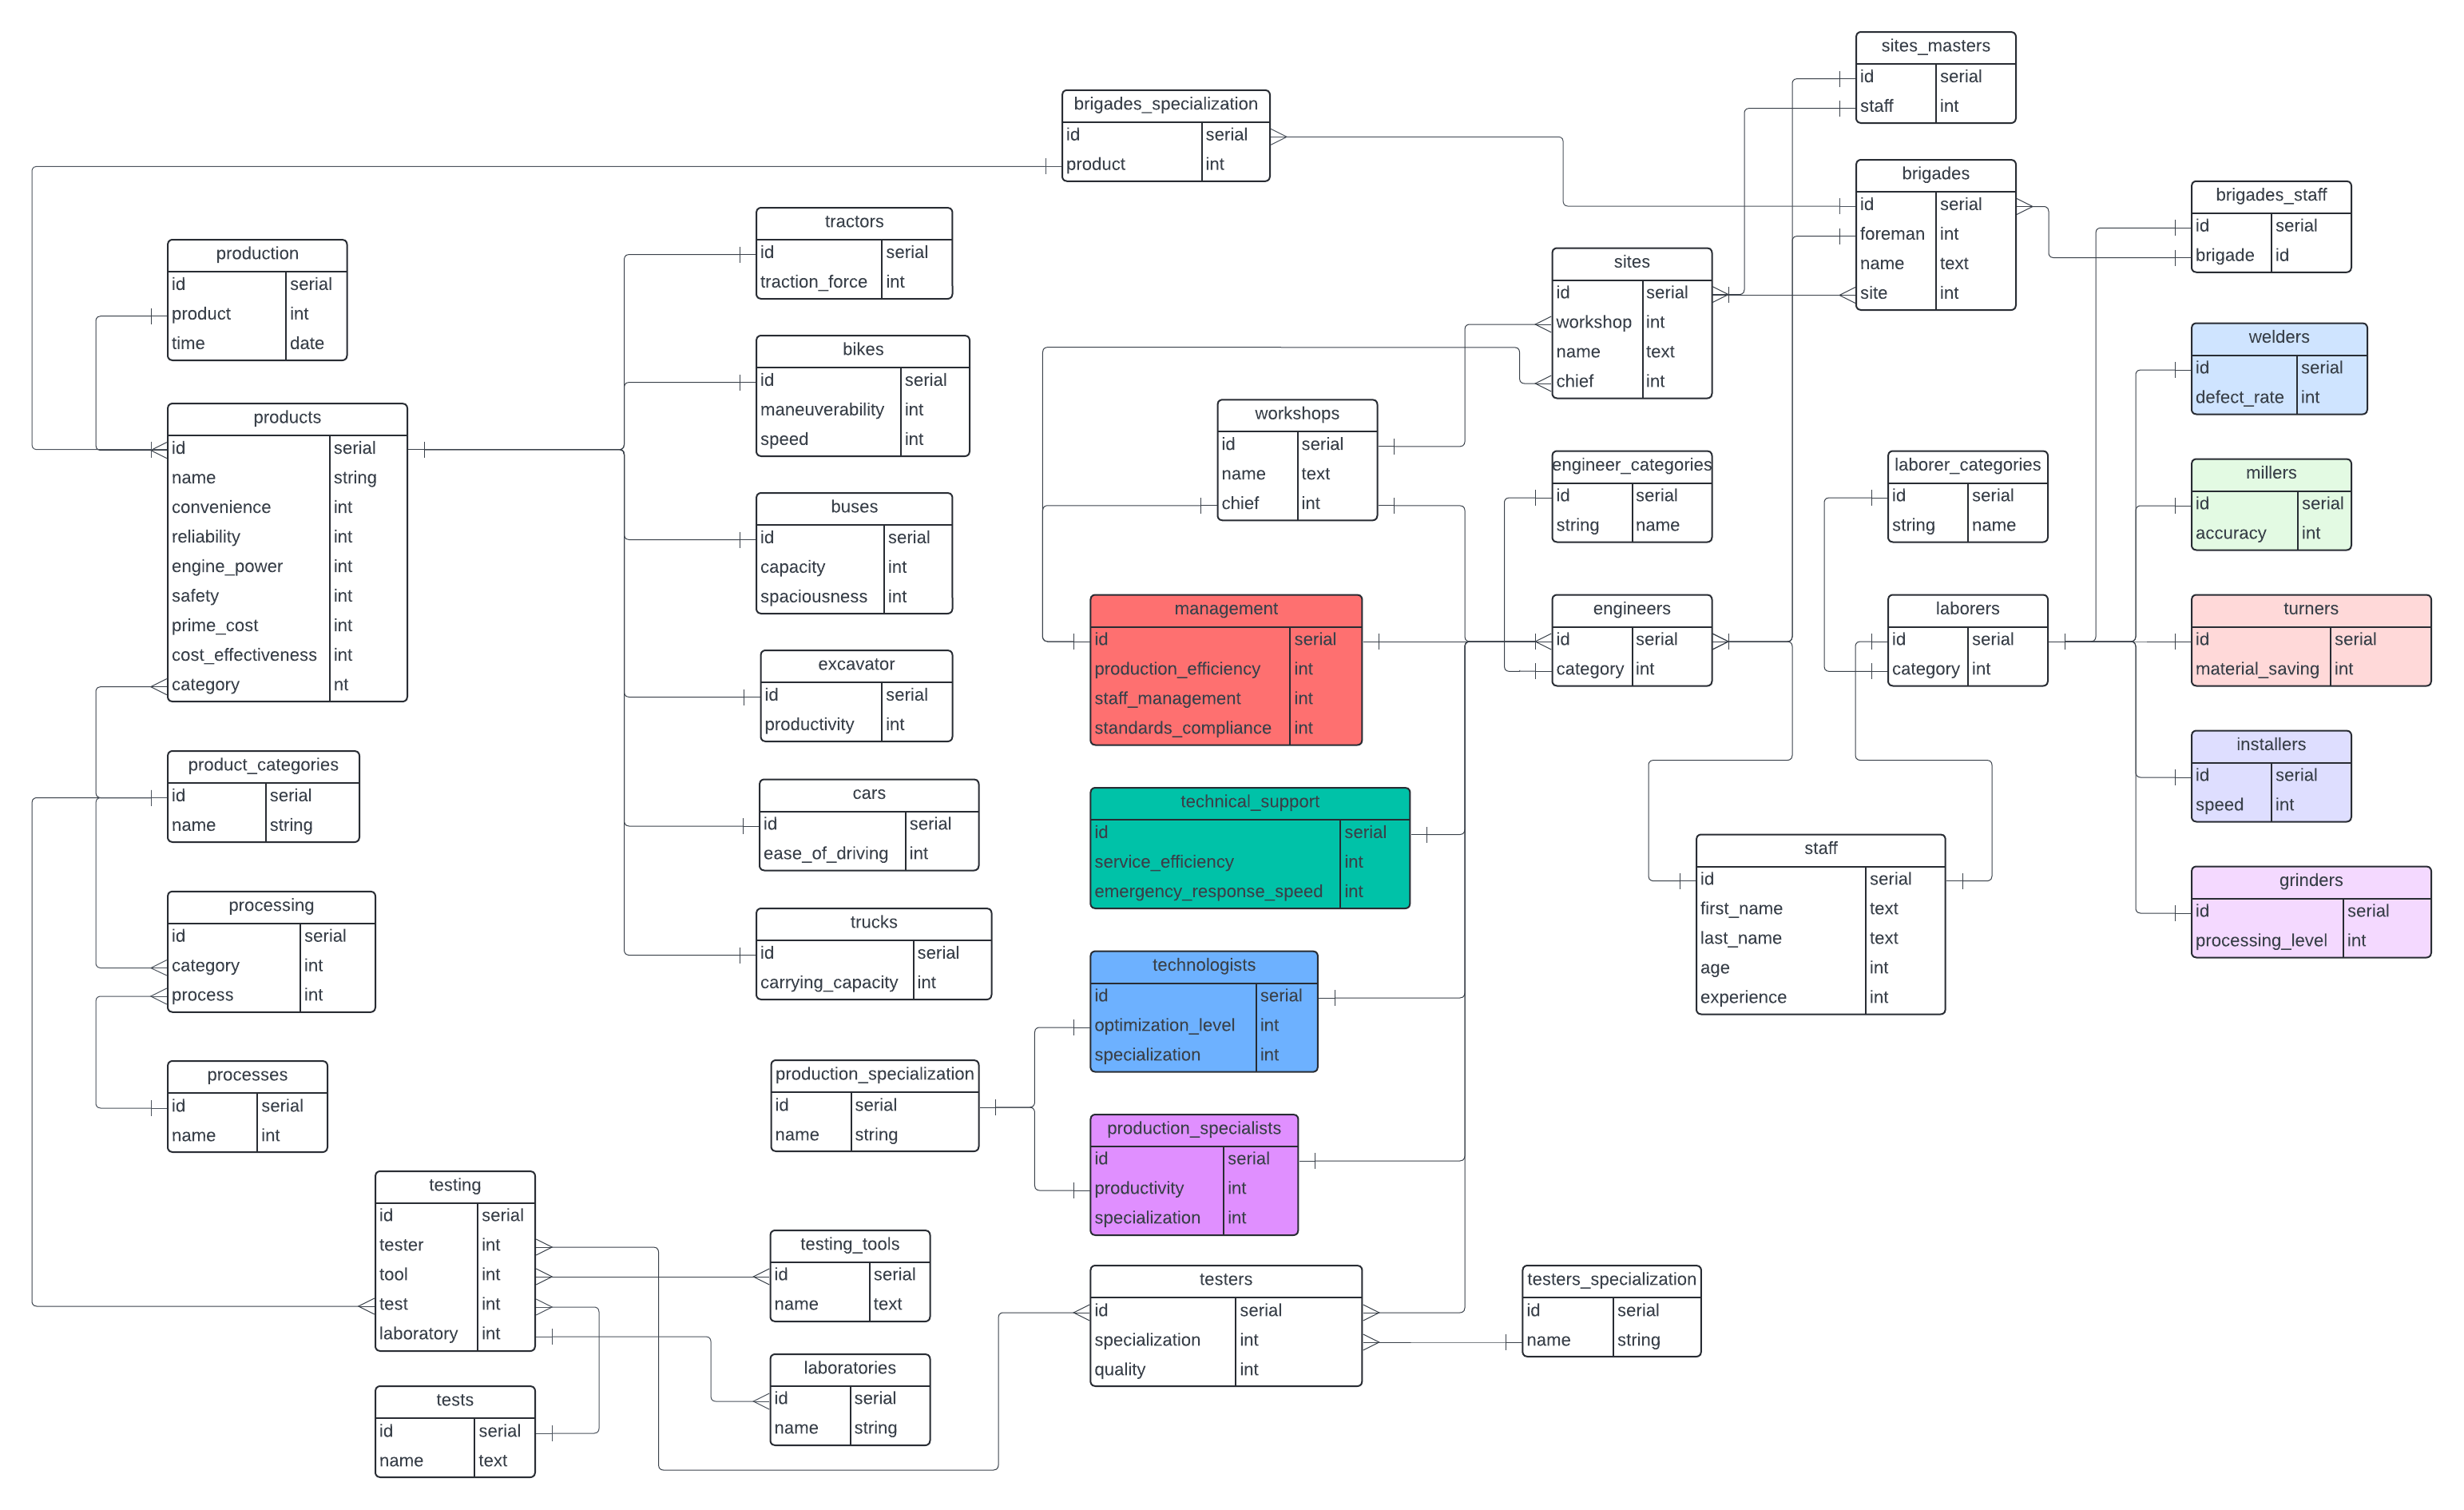 sites_masters
id serial
staff int
brigades_specialization
id serial
product int
brigades
id serial
foreman int
name text
site int
brigades_staff
id serial
brigade id
tractors
id serial
traction_force int
production
id serial
product int
time date
sites
id serial
workshop int
name text
chief int
welders
id serial
defect_rate int
bikes
id serial
maneuverability int
speed int
products
id serial
name string
convenience int
reliability int
engine_power int
safety int
prime_cost int
cost_effectiveness int
category nt
workshops
id serial
name text
chief int
engineer_categories
id serial
string name
laborer_categories
id serial
string name
millers
id serial
accuracy int
buses
id serial
capacity int
spaciousness int
management
id serial
production_efficiency int
staff_management int
standards_compliance int
engineers
id serial
category int
laborers
id serial
category int
turners
id serial
material_saving int
excavator
id serial
productivity int
product_categories
id serial
name string
installers
id serial
speed int
cars
id serial
ease_of_driving int
technical_support
id serial
service_efficiency int
emergency_response_speed int
staff
id serial
first_name text
last_name text
age int
experience int
grinders
id serial
processing_level int
processing
id serial
category int
process int
trucks
id serial
carrying_capacity int
technologists
id serial
optimization_level int
specialization int
processes
id serial
name int
production_specialization
id serial
name string
production_specialists
id serial
productivity int
specialization int
testing
id serial
tester int
tool int
test int
laboratory int
testing_tools
id serial
name text
testers
id serial
specialization int
quality int
testers_specialization
id serial
name string
laboratories
id serial
name string
tests
id serial
name text